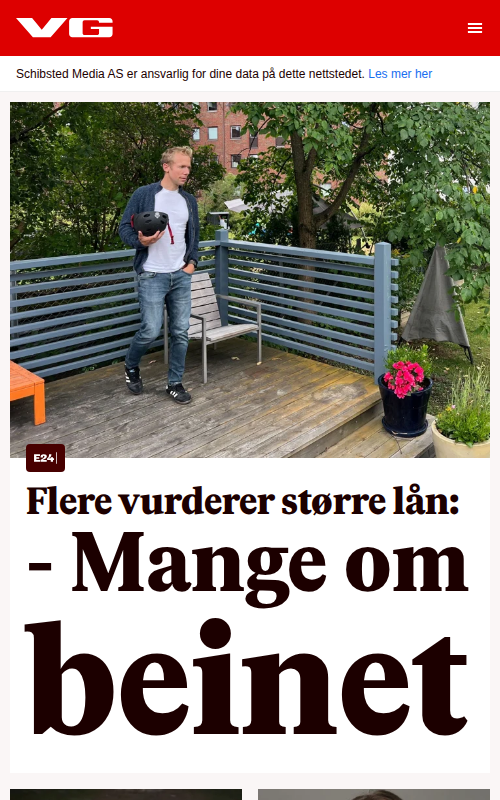 VG
Schibsted Media AS er ansvarlig for dine data på dette nettstedet. Les mer her
E24
Flere vurderer større lån:
- Mange om
beinet